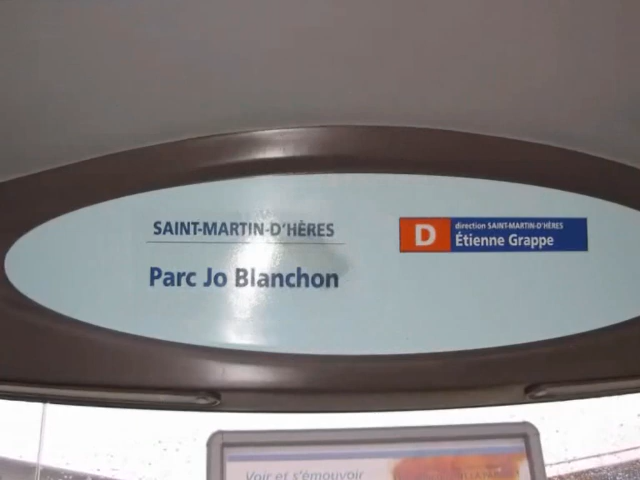 SAINT-MARTIN-D'HÈRES
Parc Jo Blanchon
D
direction SAINT-MARTIN-D'HÈRES
Étienne Grappe
Voir et s'émouvoir